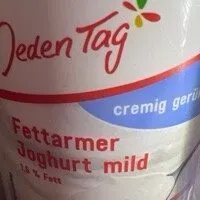 Jeden Tag
cremig gerü
Fettarmer
Joghurt mild
1,5 % Fett